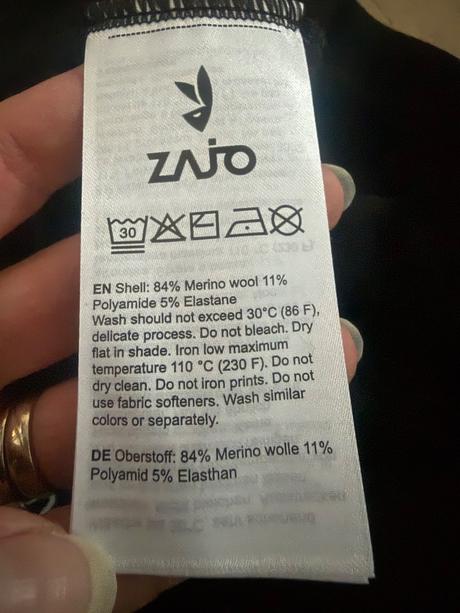 ZAJO
30
EN Shell: 84% Merino wool 11%
Polyamide 5% Elastane
Wash should not exceed 30°C (86 F),
delicate process. Do not bleach. Dry
flat in shade. Iron low maximum
temperature 110 °C (230 F). Do not
dry clean. Do not iron prints. Do not
use fabric softeners. Wash similar
colors or separately.
DE Oberstoff: 84% Merino wolle 11%
Polyamid 5% Elasthan